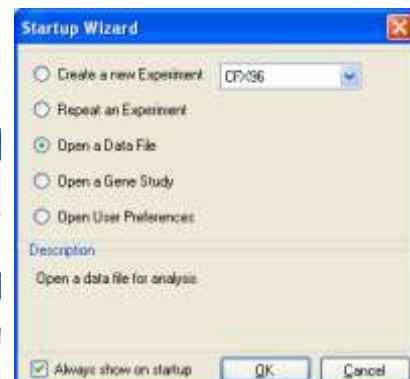 Startup Wizard
Create a new Experiment CFX96
Repeat an Experiment
Open a Data File
Open a Gene Study
Open User Preferences
Description
Open a data file for analysis
Always show on startup OK Cancel